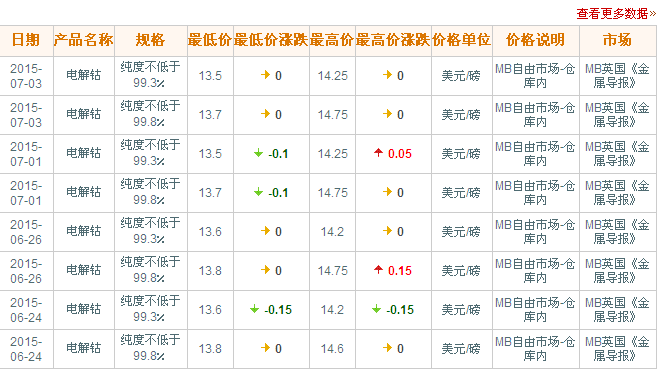 查看更多数据»
日期 产品名称 规格 最低价 最低价涨跌 最高价 最高价涨跌 价格单位 价格说明 市场
2015-07-03 电解钴 纯度不低于99.3% 13.5 0 14.25 0 美元/磅 MB自由市场-仓库内 MB英国《金属导报》
2015-07-03 电解钴 纯度不低于99.8% 13.7 0 14.75 0 美元/磅 MB自由市场-仓库内 MB英国《金属导报》
2015-07-01 电解钴 纯度不低于99.3% 13.5 -0.1 14.25 0.05 美元/磅 MB自由市场-仓库内 MB英国《金属导报》
2015-07-01 电解钴 纯度不低于99.8% 13.7 -0.1 14.75 0 美元/磅 MB自由市场-仓库内 MB英国《金属导报》
2015-06-26 电解钴 纯度不低于99.3% 13.6 0 14.2 0 美元/磅 MB自由市场-仓库内 MB英国《金属导报》
2015-06-26 电解钴 纯度不低于99.8% 13.8 0 14.75 0.15 美元/磅 MB自由市场-仓库内 MB英国《金属导报》
2015-06-24 电解钴 纯度不低于99.3% 13.6 -0.15 14.2 -0.15 美元/磅 MB自由市场-仓库内 MB英国《金属导报》
2015-06-24 电解钴 纯度不低于99.8% 13.8 0 14.6 0 美元/磅 MB自由市场-仓库内 MB英国《金属导报》